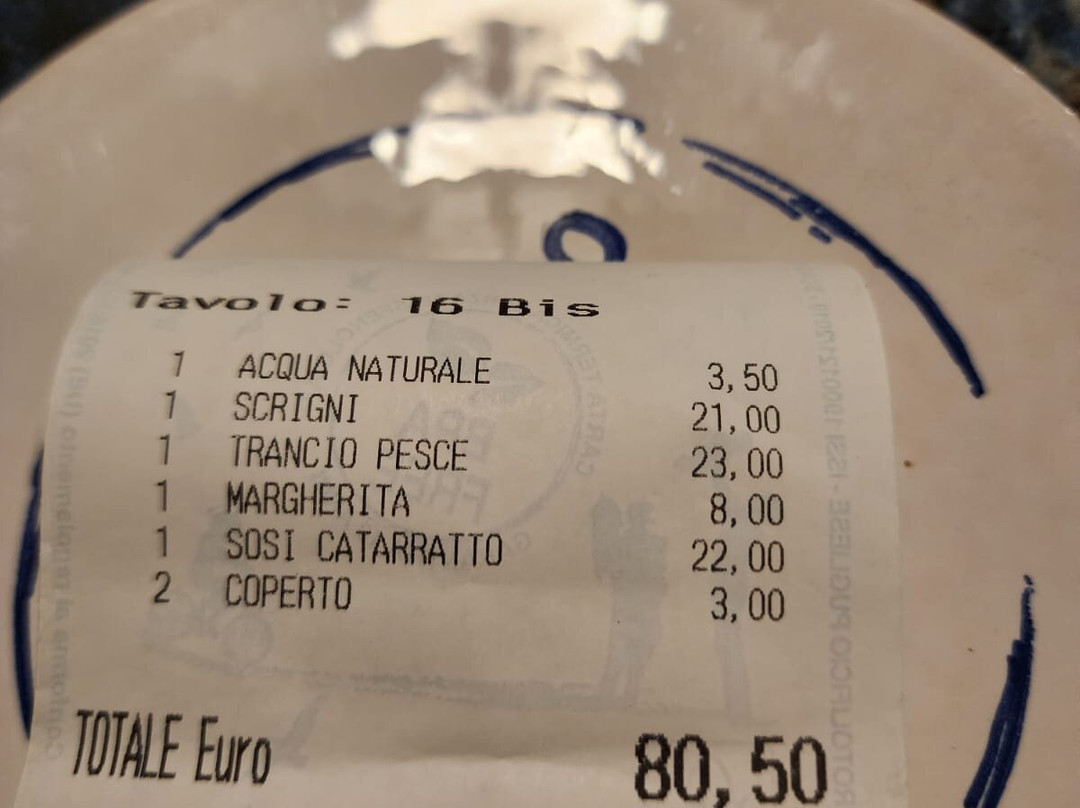 Tavolo: 16 Bis
1 ACQUA NATURALE 3,50
1 SCRIGNI 21,00
1 TRANCIO PESCE 23,00
1 MARGHERITA 8,00
1 SOSI CATARRATTO 22,00
2 COPERTO 3,00
TOTALE Euro 80,50